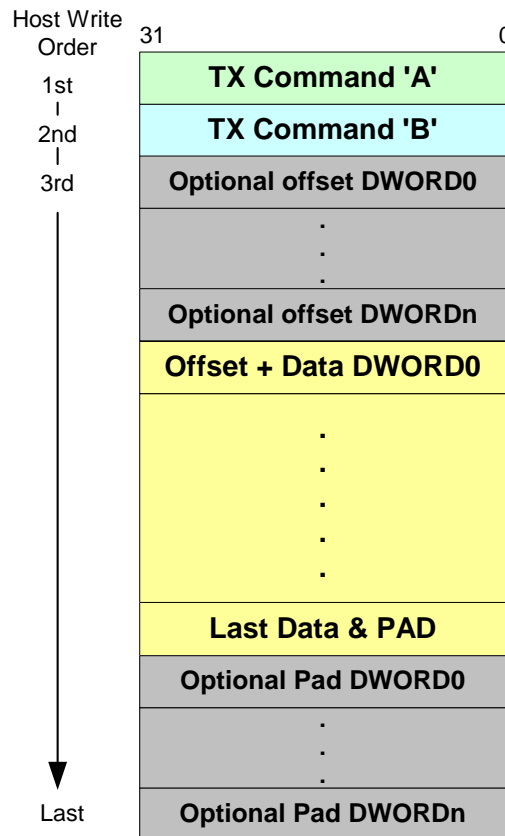 Host Write
Order
31
0
1st
TX Command 'A'
2nd
TX Command 'B'
3rd
Optional offset DWORD0
.
.
.
Optional offset DWORDn
Offset + Data DWORD0
.
.
.
.
.
Last Data & PAD
Optional Pad DWORD0
.
.
.
Last
Optional Pad DWORDn